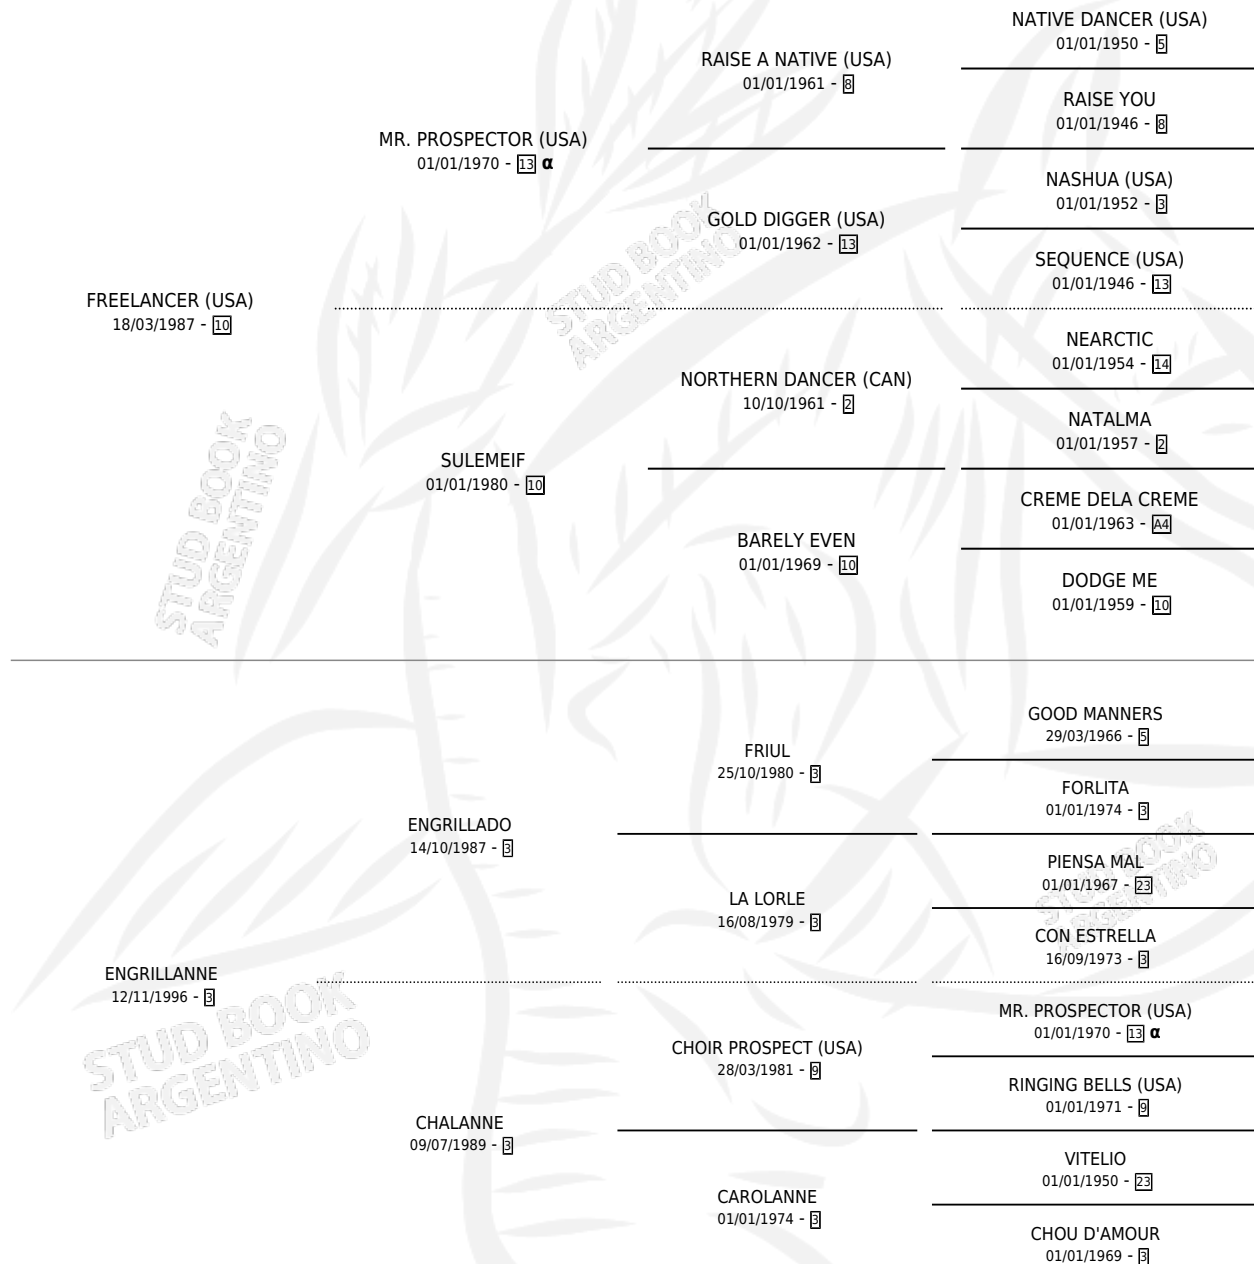 NATIVE DANCER (USA)
01/01/1950 - 5
RAISE A NATIVE (USA)
01/01/1961 - 8
RAISE YOU
01/01/1946 - 8
MR. PROSPECTOR (USA)
01/01/1970 - 13 α
NASHUA (USA)
01/01/1952 - 3
GOLD DIGGER (USA)
01/01/1962 - 13
SEQUENCE (USA)
01/01/1946 - 13
FREELANCER (USA)
18/03/1987 - 10
NEARCTIC
01/01/1954 - 14
NORTHERN DANCER (CAN)
10/10/1961 - 2
NATALMA
01/01/1957 - 2
SULEMEIF
01/01/1980 - 10
CREME DELA CREME
01/01/1963 - A4
BARELY EVEN
01/01/1969 - 10
DODGE ME
01/01/1959 - 10
GOOD MANNERS
29/03/1966 - 5
FRIUL
25/10/1980 - 3
FORLITA
01/01/1974 - 3
ENGRILLADO
14/10/1987 - 3
PIENSA MAL
01/01/1967 - 23
LA LORLE
16/08/1979 - 3
CON ESTRELLA
16/09/1973 - 3
ENGRILLANNE
12/11/1996 - 3
MR. PROSPECTOR (USA)
01/01/1970 - 13 α
CHOIR PROSPECT (USA)
28/03/1981 - 9
RINGING BELLS (USA)
01/01/1971 - 9
CHALANNE
09/07/1989 - 3
VITELIO
01/01/1950 - 23
CAROLANNE
01/01/1974 - 3
CHOU D'AMOUR
01/01/1969 - 3
STUD BOOK
ARGENTINO
STUD BOOK
ARGENTINO
STUD BOOK
ARGENTINO
STUD BOOK
ARGENTINO